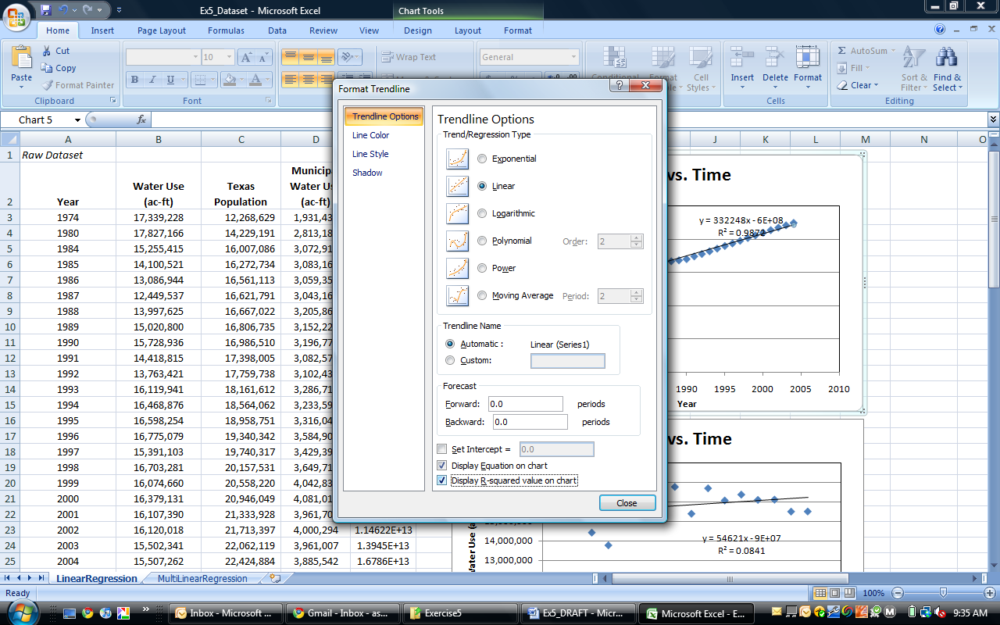 Ex5_Dataset - Microsoft Excel
Chart Tools
Home Insert Page Layout Formulas Data Review View Design Layout Format
Paste
Cut
Copy
Format Painter
Clipboard
10
B I U
Font
Wrap Text
General
Conditional Format Cell
Styles
Insert Delete Format
Cells
AutoSum
Fill
Clear
Sort & Filter
Find & Select
Editing
Chart 5
fx
A B C D J K L M N O
1 Raw Dataset
2 Year Water Use (ac-ft) Texas Population Municip Water Us (ac-ft)
3 1974 17,339,228 12,268,629 1,931,43
4 1980 17,827,166 14,229,191 2,813,18
5 1984 15,255,415 16,007,086 3,072,91
6 1985 14,100,521 16,272,734 3,083,16
7 1986 13,086,944 16,561,113 3,059,35
8 1987 12,449,537 16,621,791 3,043,16
9 1988 13,997,625 16,667,022 3,205,86
10 1989 15,020,800 16,806,735 3,152,22
11 1990 15,728,936 16,986,510 3,196,77
12 1991 14,418,815 17,398,005 3,082,57
13 1992 13,763,421 17,759,738 3,102,43
14 1993 16,119,941 18,161,612 3,286,71
15 1994 16,468,876 18,564,062 3,233,59
16 1995 16,598,254 18,958,751 3,316,04
17 1996 16,775,079 19,340,342 3,584,90
18 1997 15,391,103 19,740,317 3,429,39
19 1998 16,703,281 20,157,531 3,649,71
20 1999 16,074,660 20,558,220 4,042,83
21 2000 16,379,131 20,946,049 4,081,01
22 2001 16,107,390 21,333,928 3,961,70
23 2002 16,120,018 21,713,397 4,000,294 1.14622E+13
24 2003 15,502,341 22,062,119 3,961,007 1.3945E+13
25 2004 15,507,262 22,424,884 3,885,542 1.6786E+13
Format Trendline
Trendline Options
Line Color
Line Style
Shadow
Trendline Options
Trend/Regression Type
Exponential
Linear
Logarithmic
Polynomial Order: 2
Power
Moving Average Period: 2
Trendline Name
Automatic : Linear (Series1)
Custom:
Forecast
Forward: 0.0 periods
Backward: 0.0 periods
Set Intercept = 0.0
Display Equation on chart
Display R-squared value on chart
Close
vs. Time
y = 332248x - 6E+08
R² = 0.9872
1990 1995 2000 2005 2010
Year
vs. Time
14,000,000
13,000,000
y = 54621x - 9E+07
R² = 0.0841
LinearRegression MultiLinearRegression
Ready
100%
Inbox - Microsoft ...
Gmail - Inbox - as...
Exercise5
Ex5_DRAFT - Micr...
Microsoft Excel - E...
9:35 AM